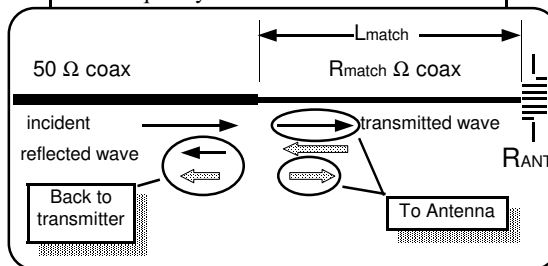 Lmatch
50 Ω coax
Rmatch Ω coax
incident
transmitted wave
reflected wave
RANT
Back to
transmitter
To Antenna